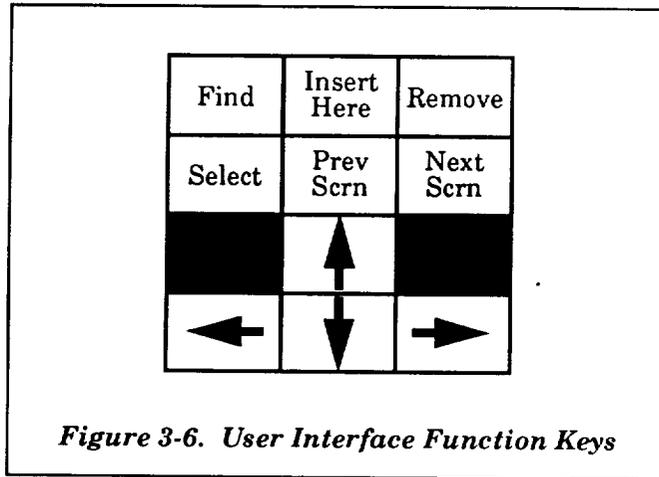 Find
Insert
Here
Remove
Select
Prev
Scrn
Next
Scrn
Figure 3-6. User Interface Function Keys